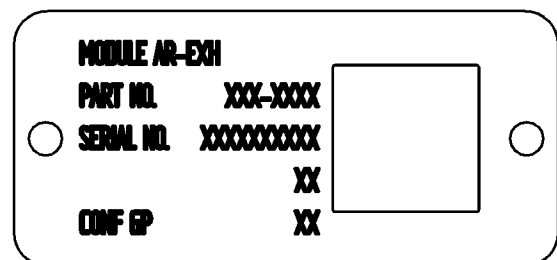 MODULE AR-EXH
PART NO. XXX-XXXX
SERIAL NO. XXXXXXXXXX
XX
CONF GP XX